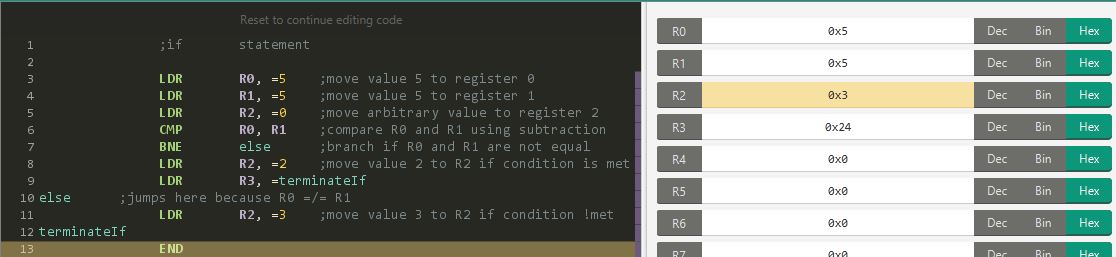 Reset to continue editing code
1 ;if statement
2
3 LDR R0, =5 ;move value 5 to register 0
4 LDR R1, =5 ;move value 5 to register 1
5 LDR R2, =0 ;move arbitrary value to register 2
6 CMP R0, R1 ;compare R0 and R1 using subtraction
7 BNE else ;branch if R0 and R1 are not equal
8 LDR R2, =2 ;move value 2 to R2 if condition is met
9 LDR R3, =terminateIf
10 else ;jumps here because R0 =/= R1
11 LDR R2, =3 ;move value 3 to R2 if condition !met
12 terminateIf
13 END
R0 0x5 Dec Bin Hex
R1 0x5 Dec Bin Hex
R2 0x3 Dec Bin Hex
R3 0x24 Dec Bin Hex
R4 0x0 Dec Bin Hex
R5 0x0 Dec Bin Hex
R6 0x0 Dec Bin Hex
R7 0x0 Dec Bin Hex